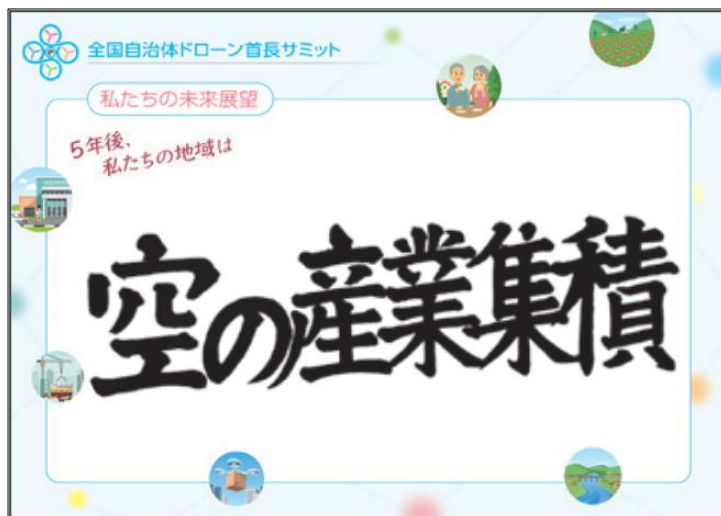 全国自治体ドローン首長サミット
私たちの未来展望
5年後、
私たちの地域は
空の産業集積